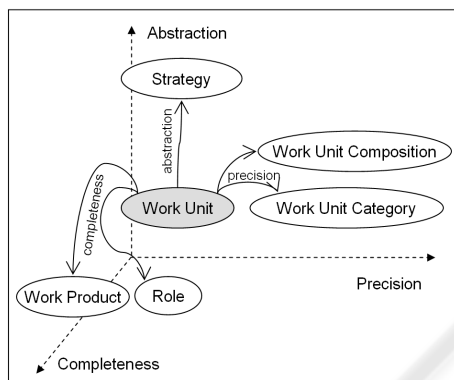 Abstraction
Strategy
abstraction
Work Unit Composition
precision
completeness
Work Unit
Work Unit Category
Precision
Work Product
Role
Completeness